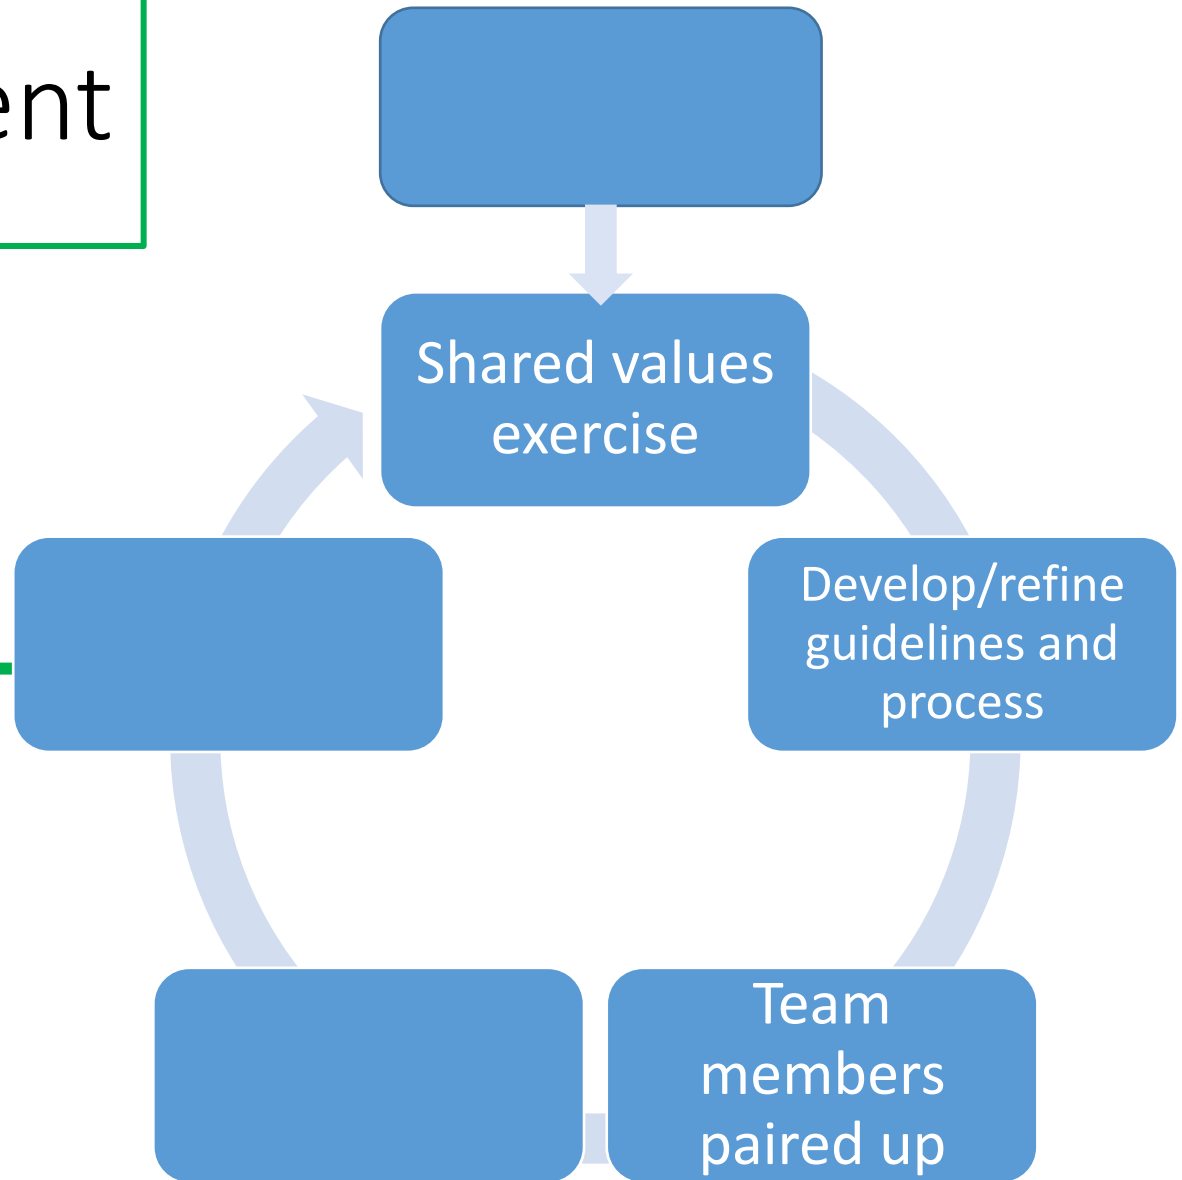 ent
Shared values
exercise
Develop/refine
guidelines and
process
Team
members
paired up